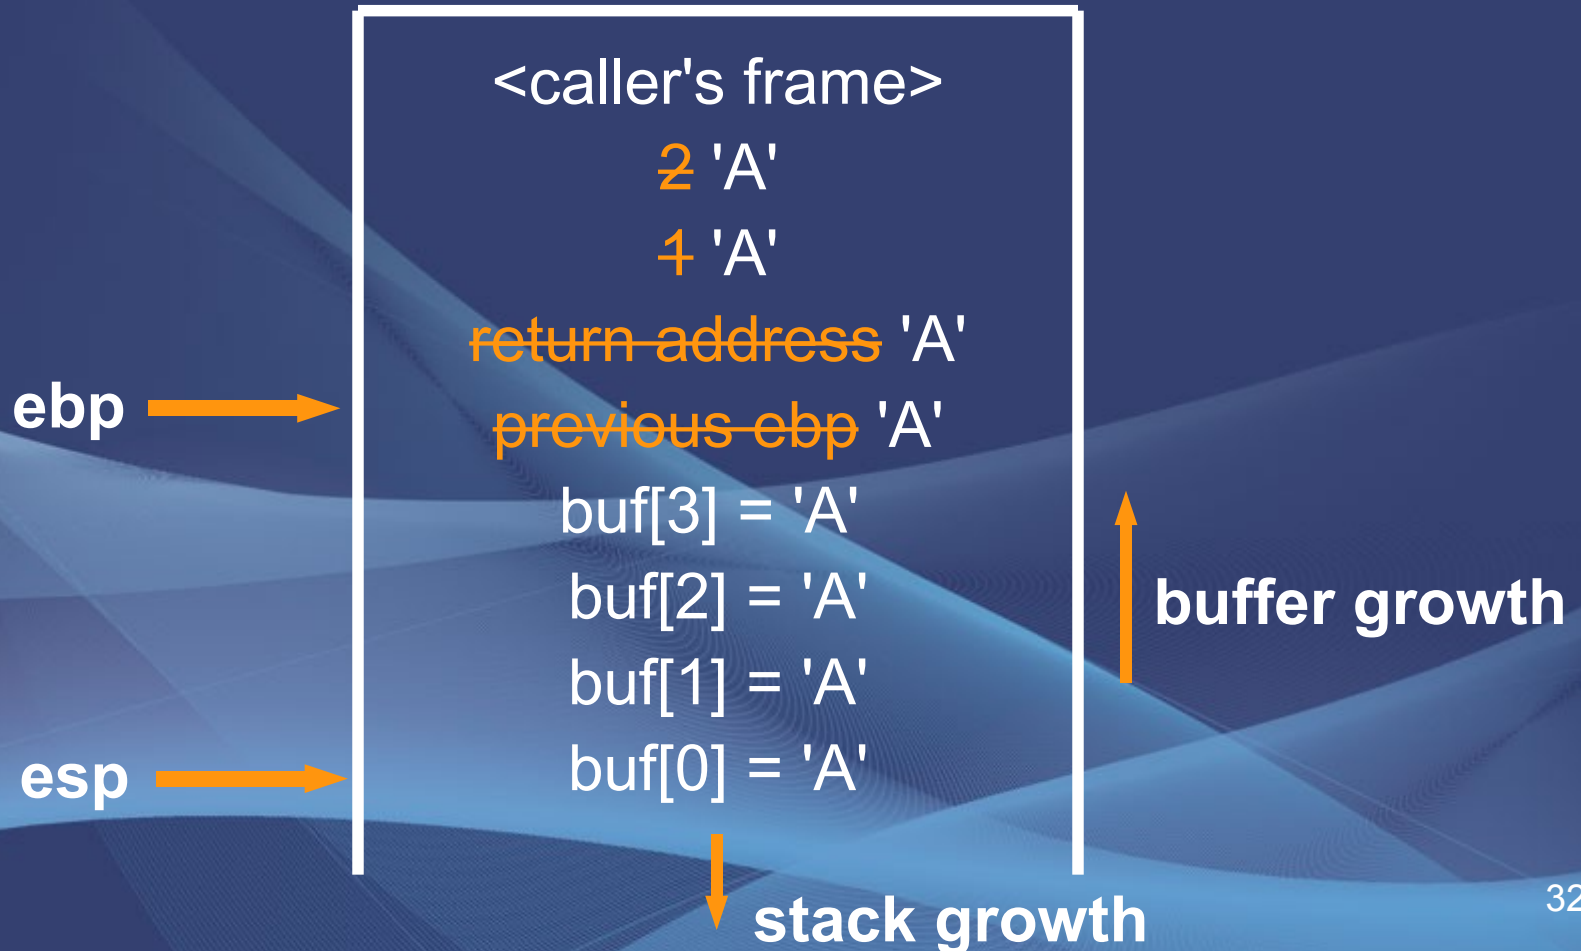 <caller's frame>
2 'A'
1 'A'
return address 'A'
ebp
previous ebp 'A'
buf[3] = 'A'
buf[2] = 'A'
buffer growth
buf[1] = 'A'
esp
buf[0] = 'A'
stack growth
32